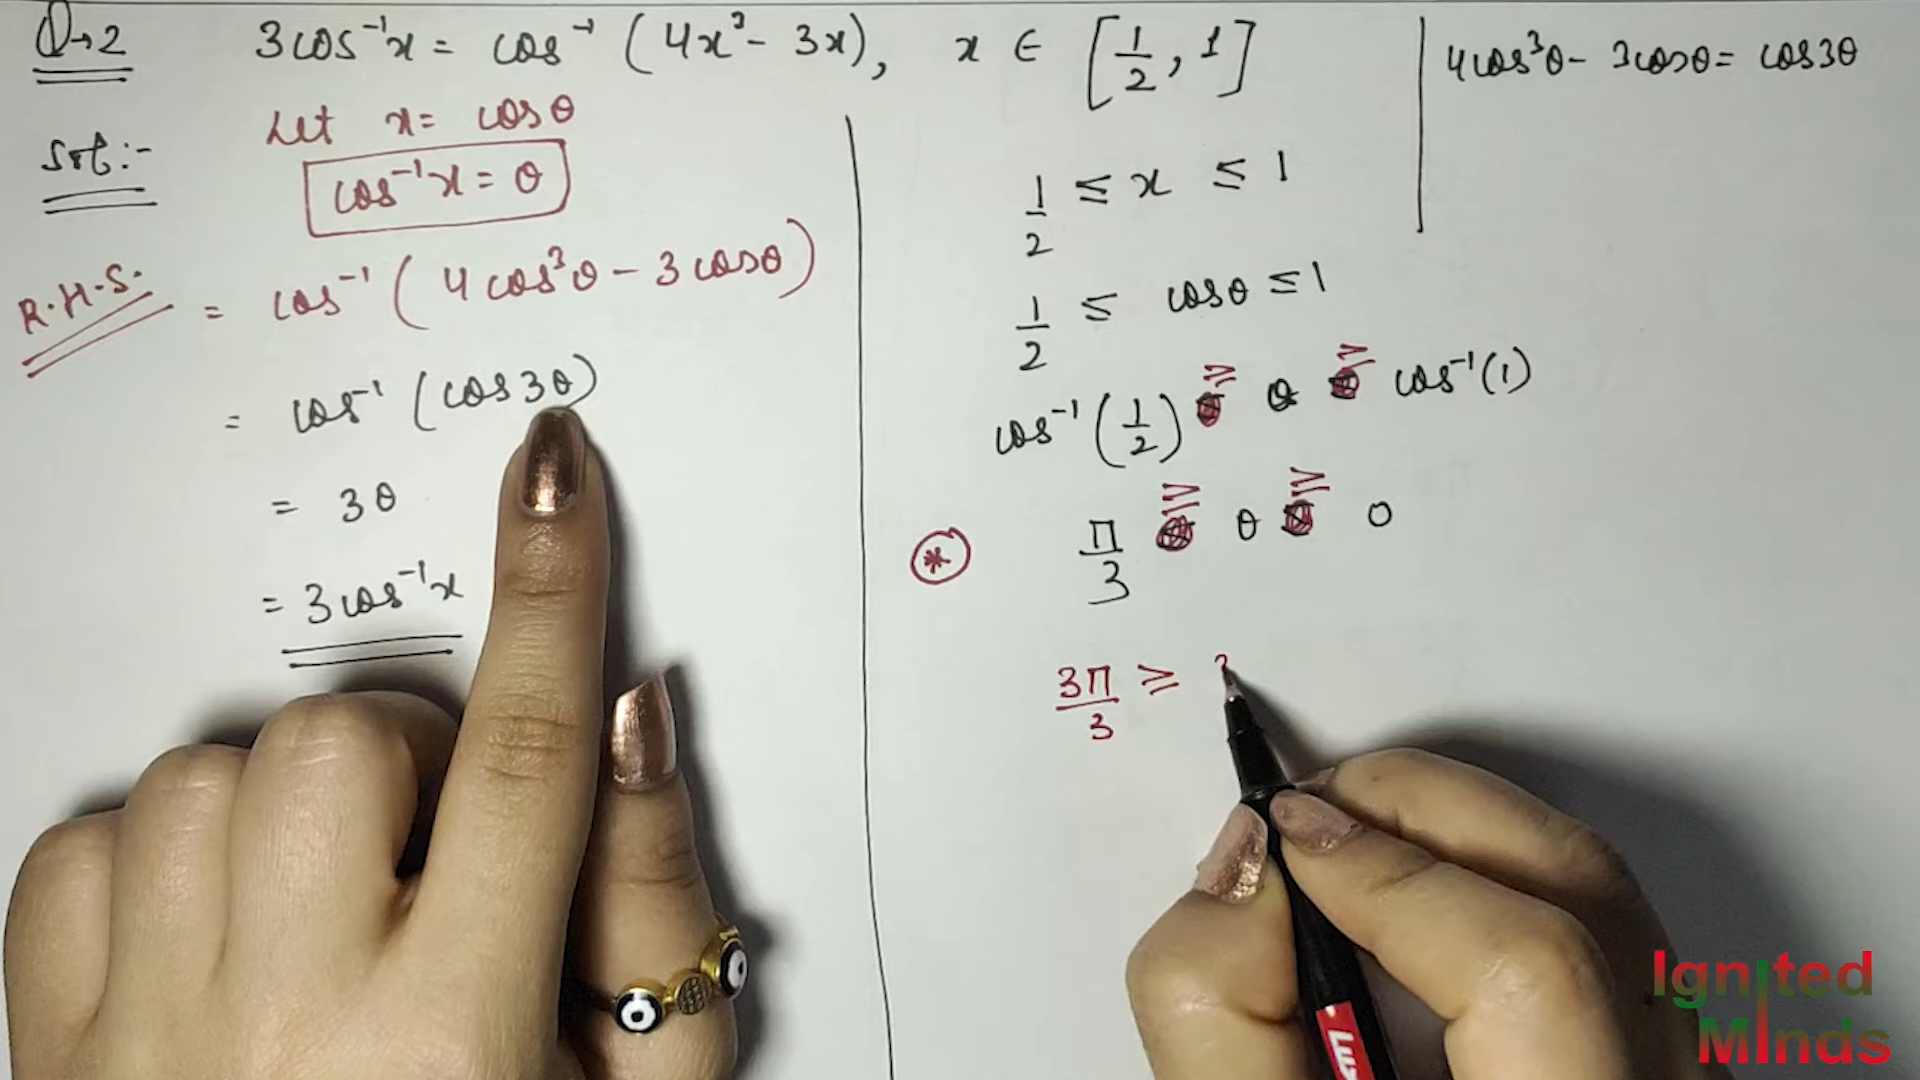 Q→2 3cos⁻¹x = cos⁻¹ (4x³ - 3x), x ∈ [1/2, 1]
4cos³θ - 3cosθ = cos3θ
Sol:-
Let x = cosθ
cos⁻¹x = θ
R.H.S. = cos⁻¹ (4cos³θ - 3cosθ)
= cos⁻¹ (cos3θ)
= 3θ
= 3cos⁻¹x
1/2 ≤ x ≤ 1
1/2 ≤ cosθ ≤ 1
cos⁻¹(1/2) ≥ θ ≥ cos⁻¹(1)
* π/3 ≥ θ ≥ 0
3π/3 ≥
Lux
Ignited
Minds